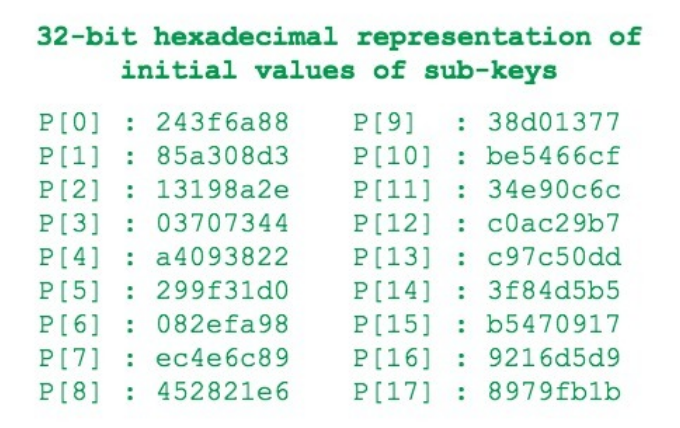 32-bit hexadecimal representation of
initial values of sub-keys
P[0] : 243f6a88 P[9] : 38d01377
P[1] : 85a308d3 P[10] : be5466cf
P[2] : 13198a2e P[11] : 34e90c6c
P[3] : 03707344 P[12] : c0ac29b7
P[4] : a4093822 P[13] : c97c50dd
P[5] : 299f31d0 P[14] : 3f84d5b5
P[6] : 082efa98 P[15] : b5470917
P[7] : ec4e6c89 P[16] : 9216d5d9
P[8] : 452821e6 P[17] : 8979fb1b